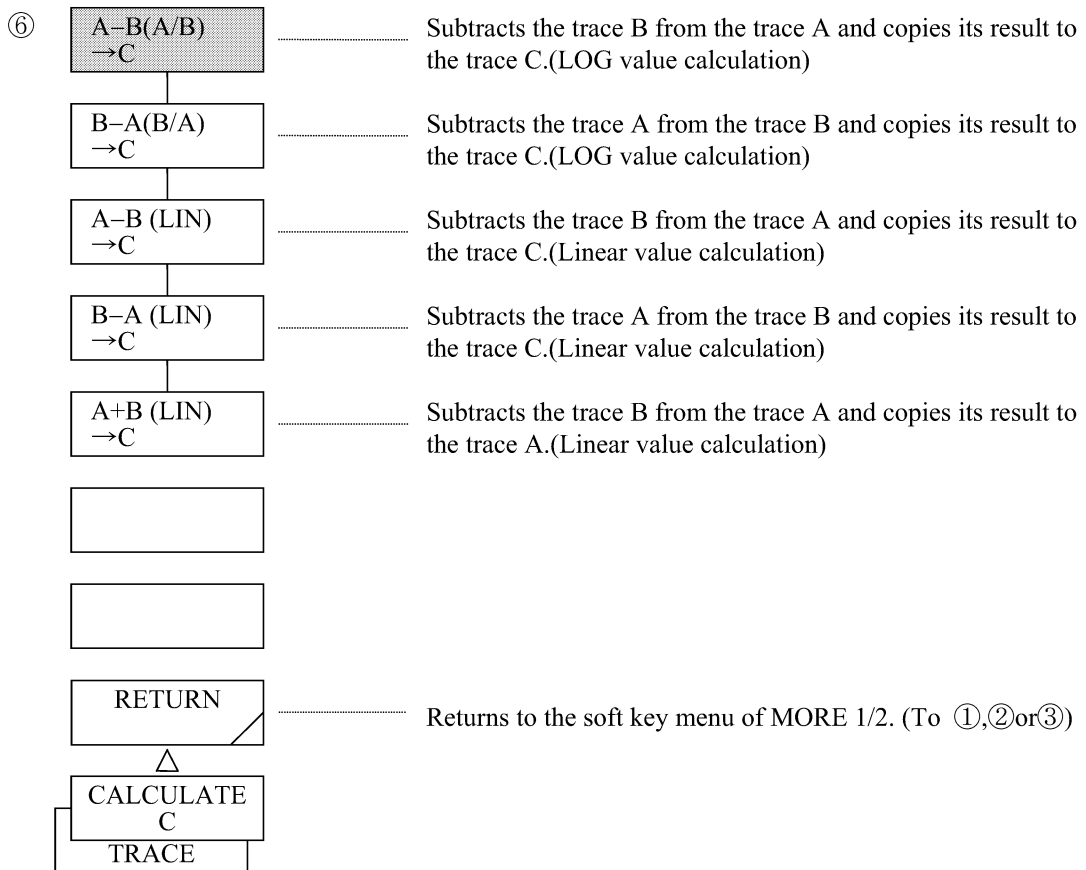 ⑥
A–B(A/B)
→C
Subtracts the trace B from the trace A and copies its result to
the trace C.(LOG value calculation)
B–A(B/A)
→C
Subtracts the trace A from the trace B and copies its result to
the trace C.(LOG value calculation)
A–B (LIN)
→C
Subtracts the trace B from the trace A and copies its result to
the trace C.(Linear value calculation)
B–A (LIN)
→C
Subtracts the trace A from the trace B and copies its result to
the trace C.(Linear value calculation)
A+B (LIN)
→C
Subtracts the trace B from the trace A and copies its result to
the trace A.(Linear value calculation)
RETURN
Returns to the soft key menu of MORE 1/2. (To ①,②or③)
CALCULATE
C
TRACE